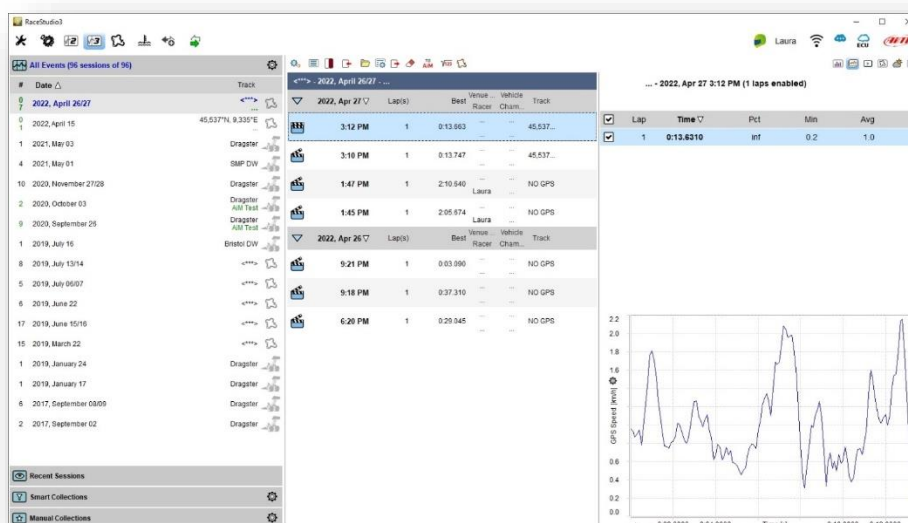 RaceStudio3
Laura
ECU
All Events (96 sessions of 96)
# Date △ Track
0 7 2022, April 26/27 <***> ...
0 1 2022, April 15 45,537°N, 9,335°E ...
1 2021, May 03 Dragster
4 2021, May 01 SMP DW
10 2020, November 27/28 Dragster
2 2020, October 03 Dragster AiM Test
9 2020, September 26 Dragster AiM Test
1 2019, July 16 Bristol DW
8 2019, July 13/14 <***>
5 2019, July 06/07 <***>
6 2019, June 22 <***>
17 2019, June 15/16 <***>
15 2019, March 22 <***>
1 2019, January 24 Dragster
1 2019, January 17 Dragster
6 2017, September 08/09 Dragster
2 2017, September 02 Dragster
Recent Sessions
Smart Collections
Manual Collections
<***> - 2022, April 26/27 - ...
2022, Apr 27 ▽ Lap(s) Best Venue... Racer Vehicle Cham... Track
3:12 PM 1 0:13.663 ... ... 45,537...
3:10 PM 1 0:13.747 ... ... 45,537...
1:47 PM 1 2:10.640 Laura ... NO GPS
1:45 PM 1 2:05.674 Laura ... NO GPS
2022, Apr 26 ▽ Lap(s) Best Venue... Racer Vehicle Cham... Track
9:21 PM 1 0:03.090 ... ... NO GPS
9:18 PM 1 0:37.310 ... ... NO GPS
6:20 PM 1 0:29.045 ... ... NO GPS
... - 2022, Apr 27 3:12 PM (1 laps enabled)
Lap Time ▽ Pct Min Avg
1 0:13.6310 inf 0.2 1.0
GPS Speed [km/h]
2.2
2.0
1.8
0.6
0.4
0.2
0.0